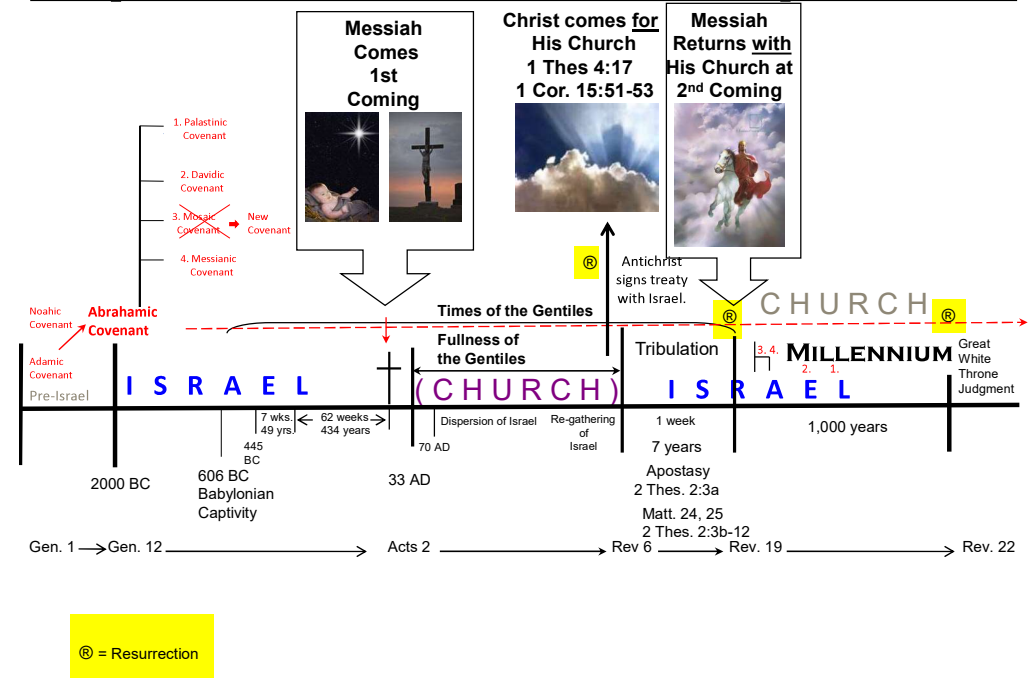 Messiah
Comes
1st
Coming
Christ comes for
His Church
1 Thes 4:17
1 Cor. 15:51-53
Messiah
Returns with
His Church at
2nd Coming
1. Palastinic
Covenant
2. Davidic
Covenant
3. Mosaic
Covenant
New
Covenant
4. Messianic
Covenant
Noahic
Covenant
Abrahamic
Covenant
Adamic
Covenant
Pre-Israel
®
Antichrist
signs treaty
with Israel.
®
CHURCH
®
Times of the Gentiles
Fullness of
the Gentiles
Tribulation
3. 4.
MILLENNIUM
2. 1.
Great
White
Throne
Judgment
ISRAEL
(CHURCH)
ISRAEL
7 wks.
49 yrs.
62 weeks
434 years
445
BC
70 AD
Dispersion of Israel
Re-gathering
of
Israel
1 week
7 years
1,000 years
2000 BC
606 BC
Babylonian
Captivity
33 AD
Apostasy
2 Thes. 2:3a
Matt. 24, 25
2 Thes. 2:3b-12
Gen. 1
Gen. 12
Acts 2
Rev 6
Rev. 19
Rev. 22
® = Resurrection